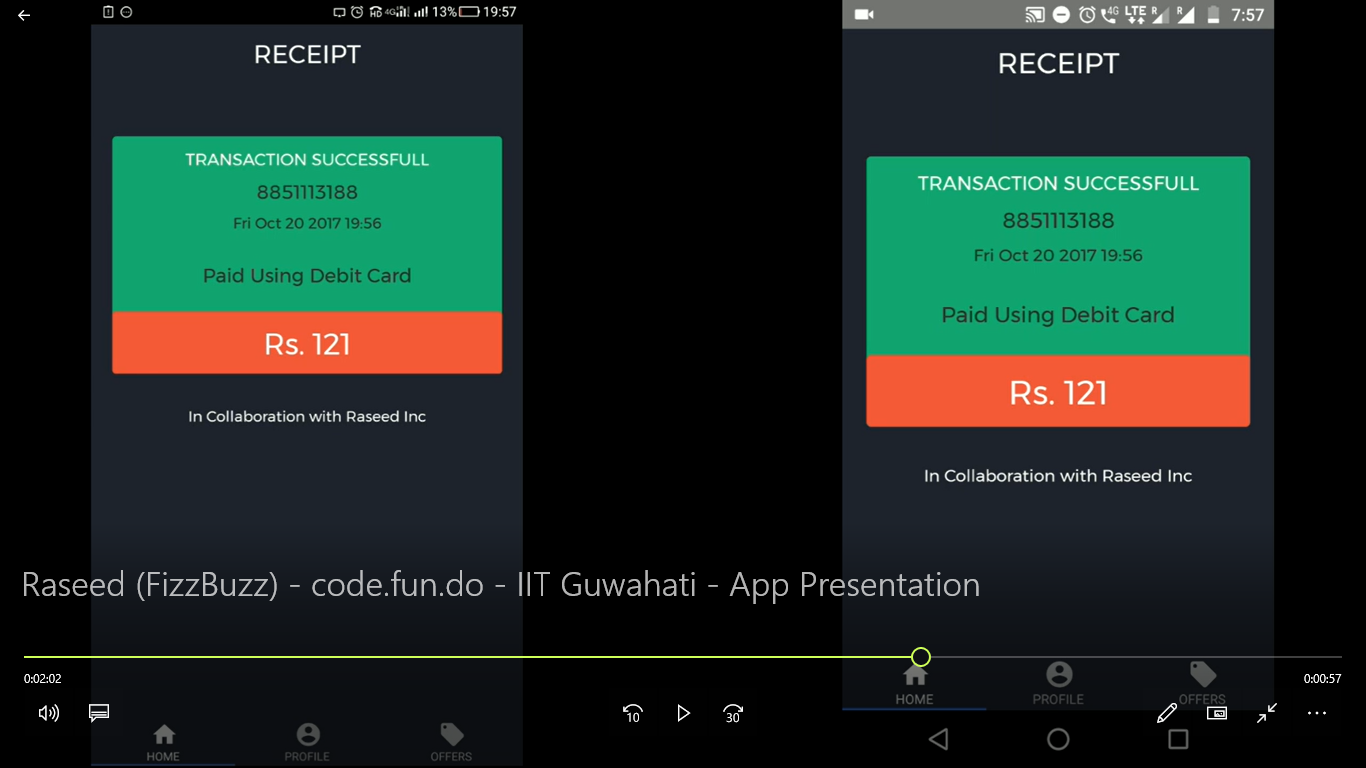 13% 19:57
RECEIPT
TRANSACTION SUCCESSFULL
8851113188
Fri Oct 20 2017 19:56
Paid Using Debit Card
Rs. 121
In Collaboration with Raseed Inc
HOME PROFILE OFFERS
4G LTE R R 7:57
RECEIPT
TRANSACTION SUCCESSFULL
8851113188
Fri Oct 20 2017 19:56
Paid Using Debit Card
Rs. 121
In Collaboration with Raseed Inc
HOME PROFILE OFFERS
Raseed (FizzBuzz) - code.fun.do - IIT Guwahati - App Presentation
0:02:02 0:00:57
10 30